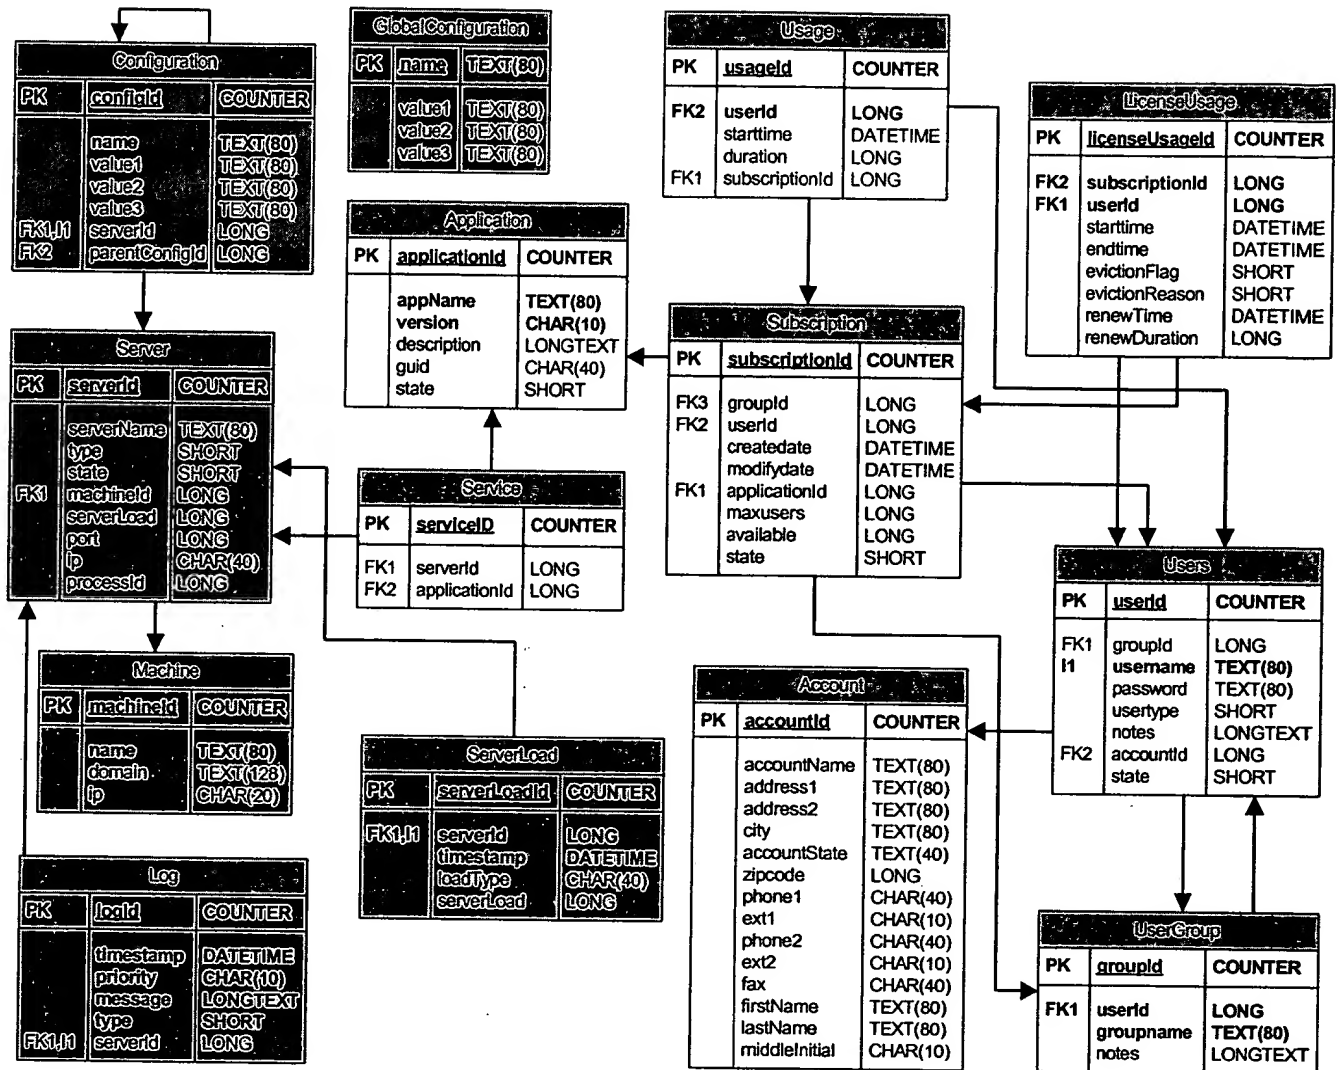 Configuration
PK configId COUNTER
name TEXT(80)
value1 TEXT(80)
value2 TEXT(80)
value3 TEXT(80)
FK1,I1 serverId LONG
FK2 parentConfigId LONG
GlobalConfiguration
PK name TEXT(80)
value1 TEXT(80)
value2 TEXT(80)
value3 TEXT(80)
Usage
PK usageId COUNTER
FK2 userId LONG
starttime DATETIME
duration LONG
FK1 subscriptionId LONG
LicenseUsage
PK licenseUsageId COUNTER
FK2 subscriptionId LONG
FK1 userId LONG
starttime DATETIME
endtime DATETIME
evictionFlag SHORT
evictionReason SHORT
renewTime DATETIME
renewDuration LONG
Application
PK applicationId COUNTER
appName TEXT(80)
version CHAR(10)
description LONGTEXT
guid CHAR(40)
state SHORT
Subscription
PK subscriptionId COUNTER
FK3 groupId LONG
FK2 userId LONG
createdate DATETIME
modifydate DATETIME
FK1 applicationId LONG
maxusers LONG
available LONG
state SHORT
Server
PK serverId COUNTER
serverName TEXT(80)
type SHORT
state SHORT
FK1 machineId LONG
serverLoad LONG
port LONG
ip CHAR(40)
processId LONG
Service
PK serviceID COUNTER
FK1 serverId LONG
FK2 applicationId LONG
Users
PK userId COUNTER
FK1 groupId LONG
I1 username TEXT(80)
password TEXT(80)
usertype SHORT
notes LONGTEXT
FK2 accountId LONG
state SHORT
Machine
PK machineId COUNTER
name TEXT(80)
domain TEXT(128)
ip CHAR(20)
Account
PK accountId COUNTER
accountName TEXT(80)
address1 TEXT(80)
address2 TEXT(80)
city TEXT(80)
accountState TEXT(40)
zipcode LONG
phone1 CHAR(40)
ext1 CHAR(10)
phone2 CHAR(40)
ext2 CHAR(10)
fax CHAR(40)
firstName TEXT(80)
lastName TEXT(80)
middleInitial CHAR(10)
ServerLoad
PK serverLoadId COUNTER
FK1,I1 serverId LONG
timestamp DATETIME
loadType CHAR(40)
serverLoad LONG
Log
PK logId COUNTER
timestamp DATETIME
priority CHAR(10)
message LONGTEXT
type SHORT
FK1,I1 serverId LONG
UserGroup
PK groupId COUNTER
FK1 userId LONG
groupname TEXT(80)
notes LONGTEXT